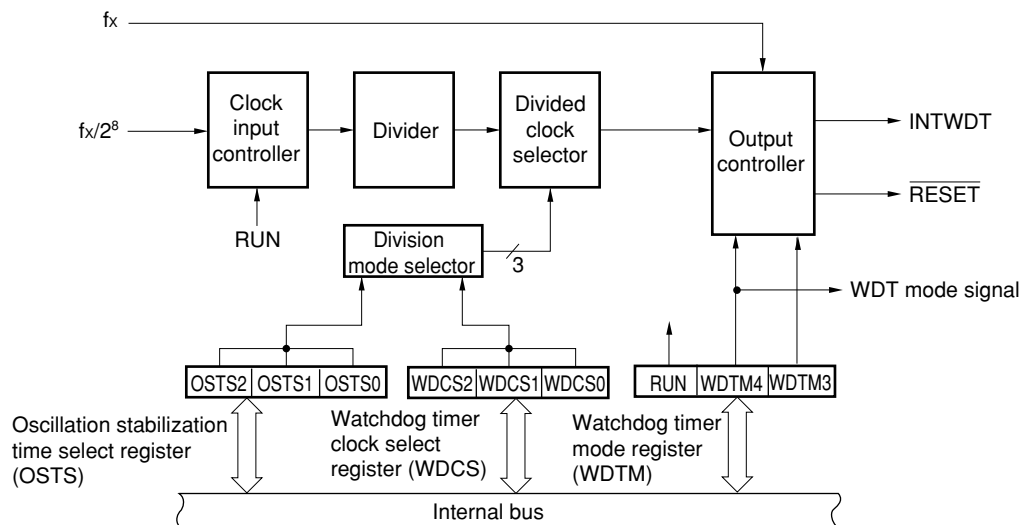 fx
fx/2⁸
Clock
input
controller
Divider
Divided
clock
selector
Output
controller
INTWDT
RESET
RUN
Division
mode selector
3
WDT mode signal
OSTS2 OSTS1 OSTS0
WDCS2 WDCS1 WDCS0
RUN WDTM4 WDTM3
Oscillation stabilization
time select register
(OSTS)
Watchdog timer
clock select
register (WDCS)
Watchdog timer
mode register
(WDTM)
Internal bus